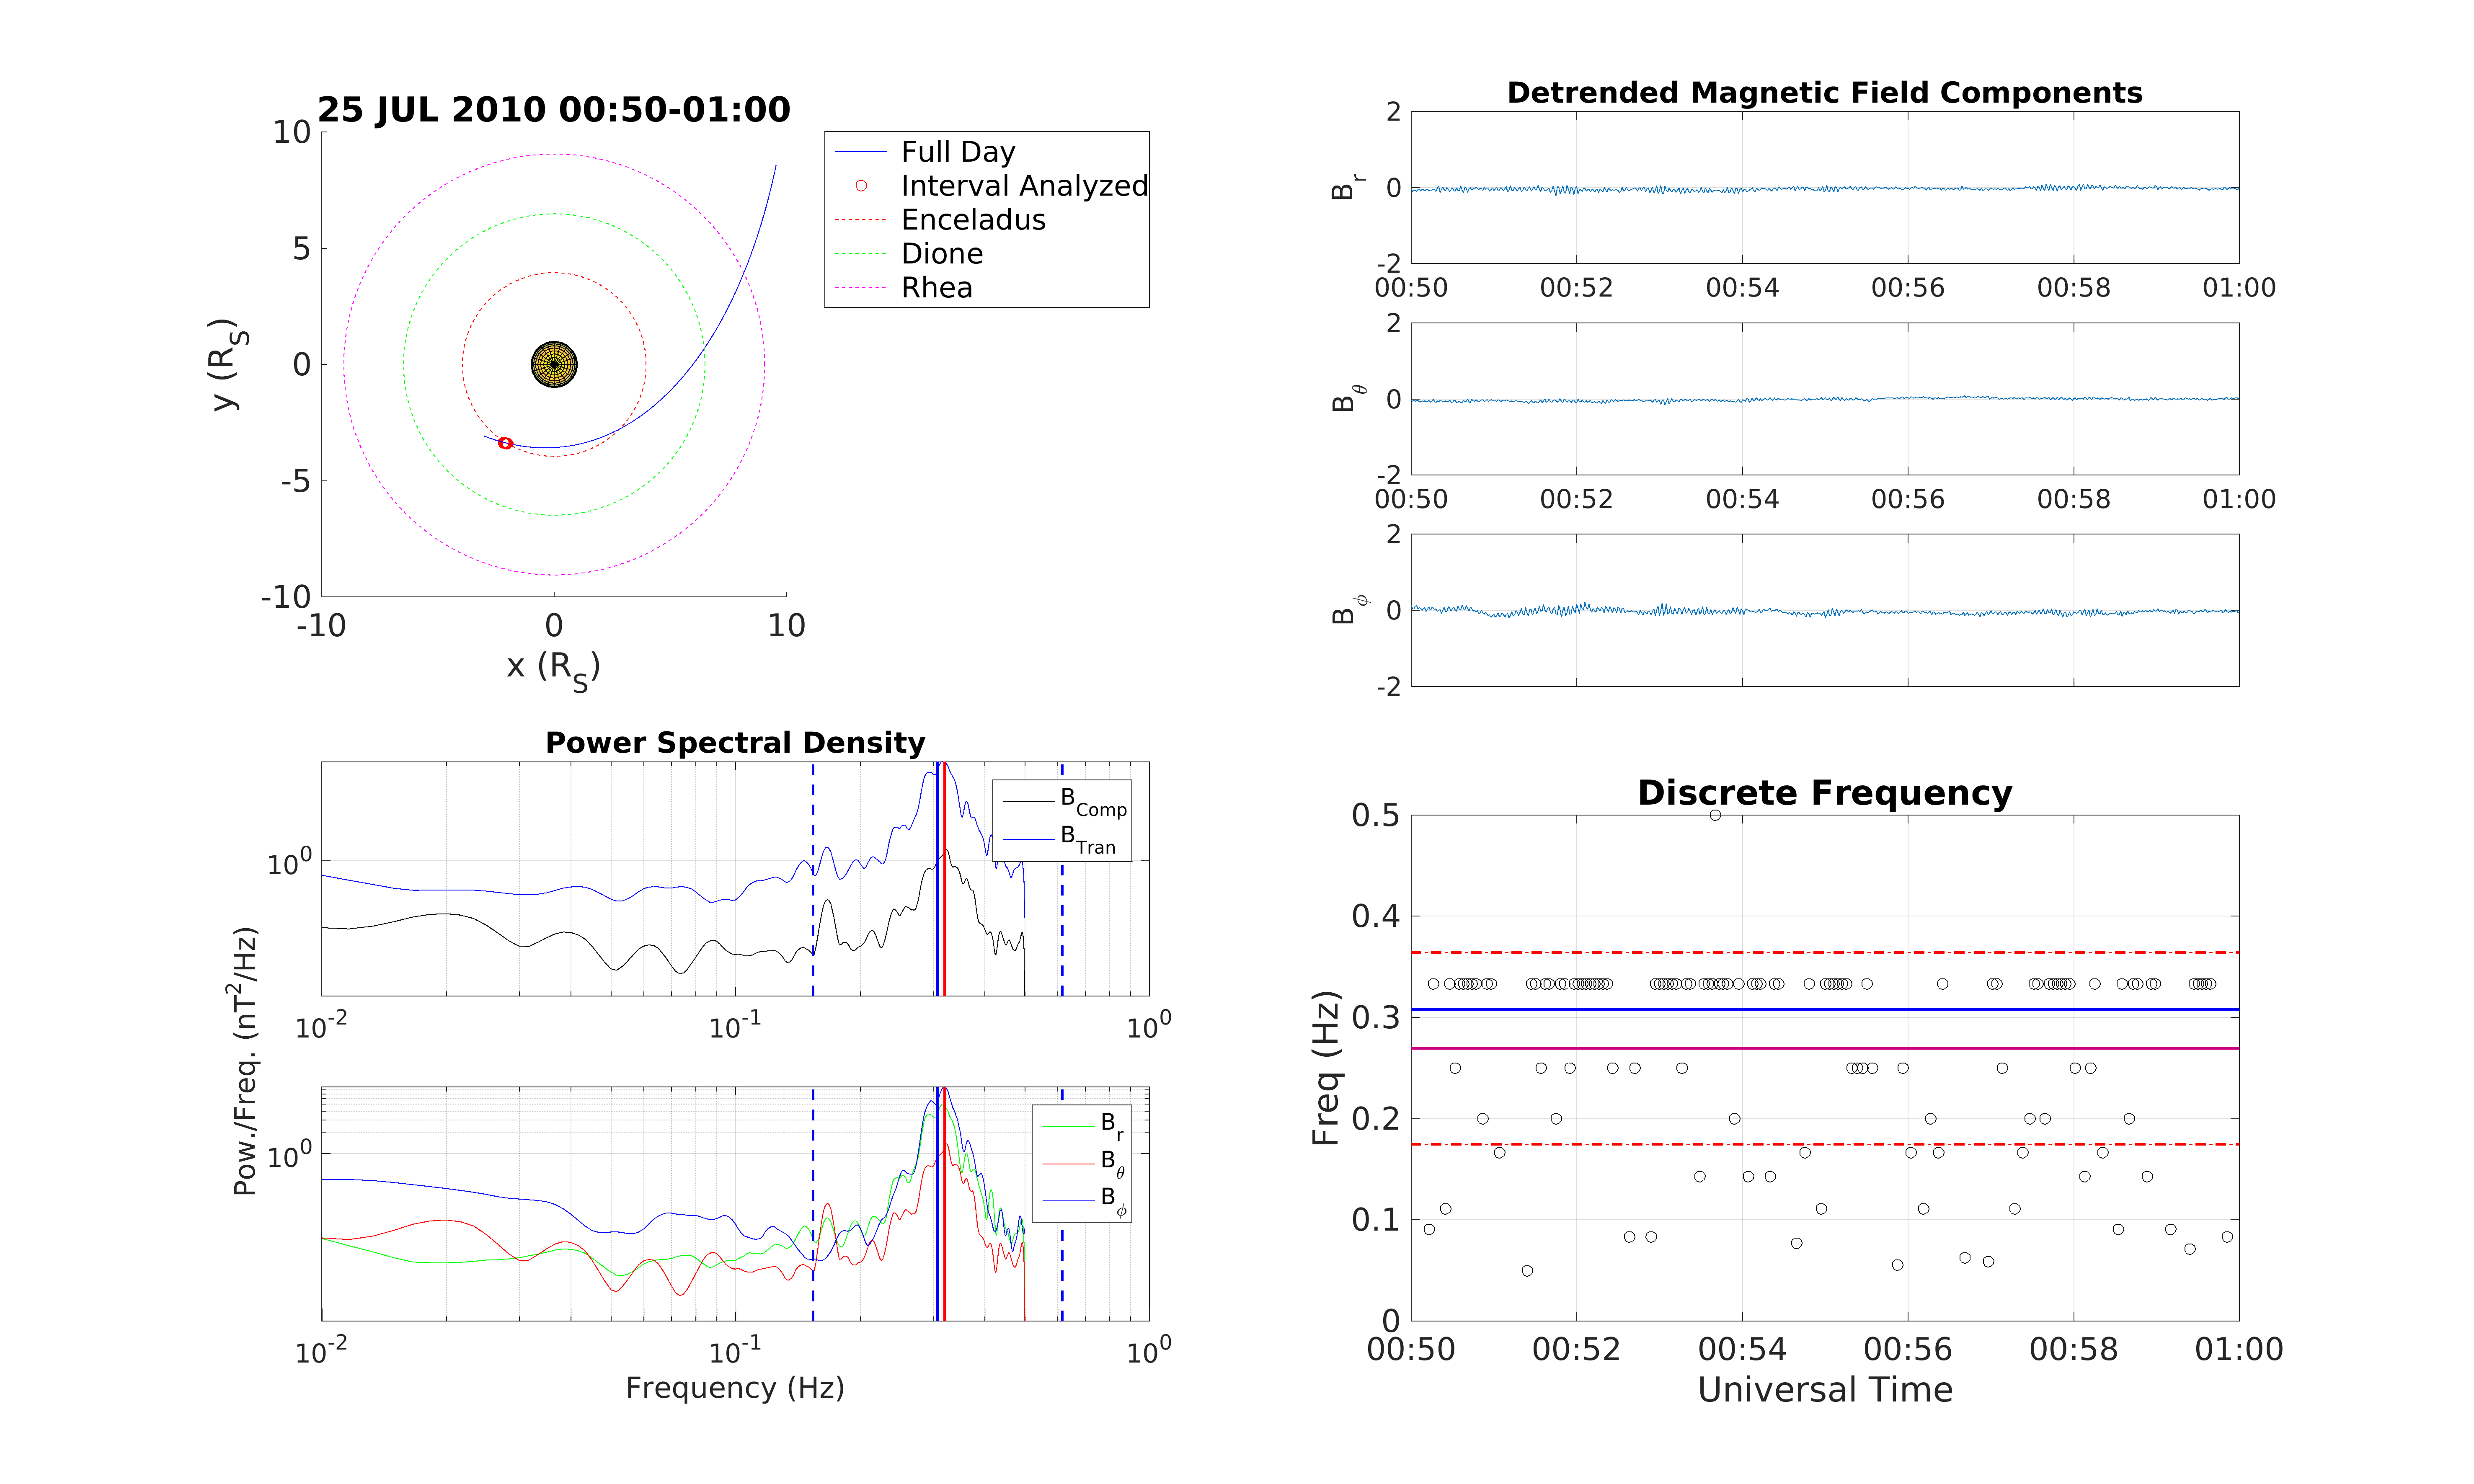 25 JUL 2010 00:50-01:00
10
5
0
-5
-10
-10 0 10
y (R_S)
x (R_S)
Full Day
Interval Analyzed
Enceladus
Dione
Rhea
Detrended Magnetic Field Components
2
0
-2
B_r
00:50 00:52 00:54 00:56 00:58 01:00
2
0
-2
B_θ
00:50 00:52 00:54 00:56 00:58 01:00
2
0
-2
B_ϕ
Power Spectral Density
10^0
B_Comp
B_Tran
10^-2 10^-1 10^0
Pow./Freq. (nT^2/Hz)
10^0
B_r
B_θ
B_ϕ
10^-2 10^-1 10^0
Frequency (Hz)
Discrete Frequency
0.5
0.4
0.3
0.2
0.1
0
Freq (Hz)
00:50 00:52 00:54 00:56 00:58 01:00
Universal Time